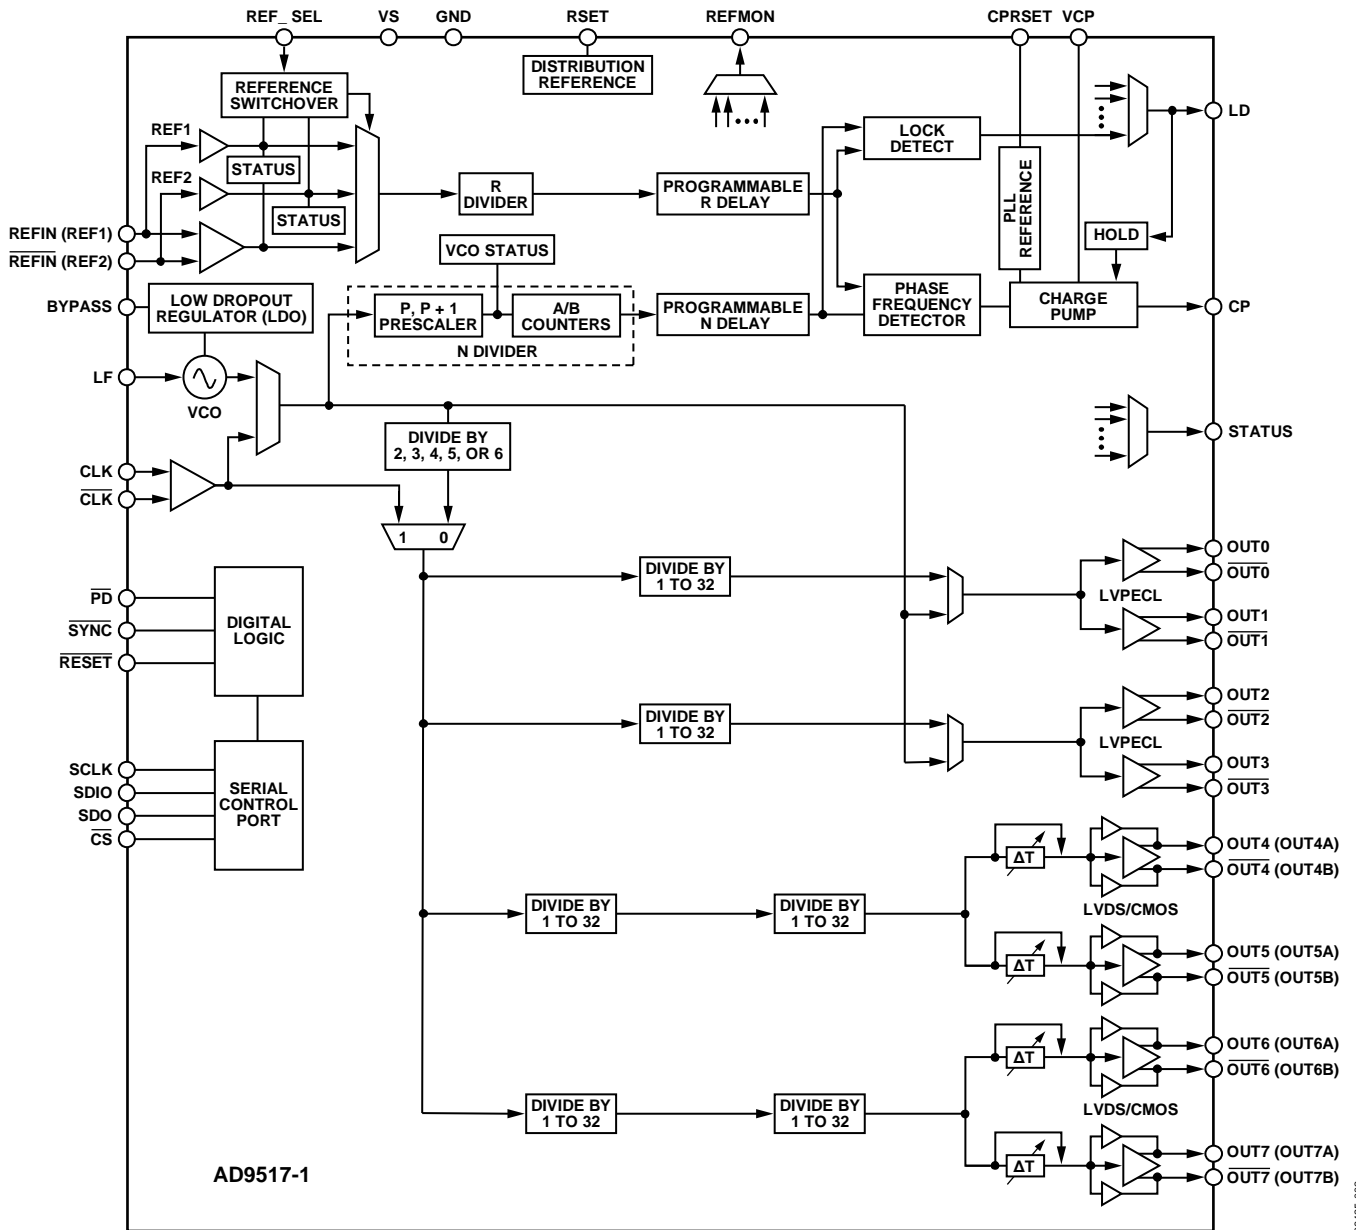 REF_ SEL
VS
GND
RSET
REFMON
CPRSET
VCP
DISTRIBUTION
REFERENCE
REFERENCE
SWITCHOVER
REF1
STATUS
REF2
STATUS
R
DIVIDER
PROGRAMMABLE
R DELAY
LOCK
DETECT
LD
PLL
REFERENCE
HOLD
REFIN (REF1)
REFIN (REF2)
VCO STATUS
BYPASS
LOW DROPOUT
REGULATOR (LDO)
P, P + 1
PRESCALER
A/B
COUNTERS
N DIVIDER
PROGRAMMABLE
N DELAY
PHASE
FREQUENCY
DETECTOR
CHARGE
PUMP
CP
LF
VCO
STATUS
DIVIDE BY
2, 3, 4, 5, OR 6
CLK
CLK
1 0
OUT0
OUT0
DIVIDE BY
1 TO 32
LVPECL
OUT1
OUT1
PD
SYNC
RESET
DIGITAL
LOGIC
OUT2
OUT2
DIVIDE BY
1 TO 32
LVPECL
OUT3
OUT3
SCLK
SDIO
SDO
CS
SERIAL
CONTROL
PORT
ΔT
OUT4 (OUT4A)
OUT4 (OUT4B)
DIVIDE BY
1 TO 32
DIVIDE BY
1 TO 32
LVDS/CMOS
ΔT
OUT5 (OUT5A)
OUT5 (OUT5B)
ΔT
OUT6 (OUT6A)
OUT6 (OUT6B)
DIVIDE BY
1 TO 32
DIVIDE BY
1 TO 32
LVDS/CMOS
ΔT
OUT7 (OUT7A)
OUT7 (OUT7B)
AD9517-1